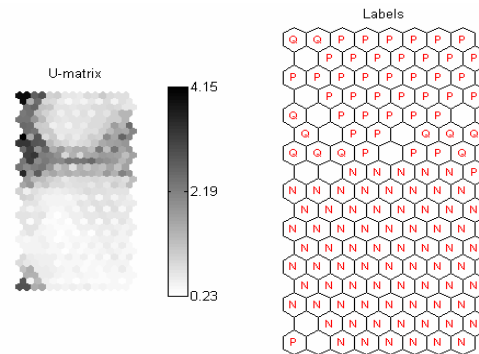 U-matrix
4.15
2.19
0.23
Labels
Q Q P P P P P P
P P P P P P P
P P P P P P P P
P P P P P P P
Q P P P P P
Q P P Q Q Q
Q Q Q P P P Q
N N N N N P
N N N N N N N N
N N N N N N N N
N N N N N N N N
N N N N N N N N
N N N N N N N N
N N N N N N N N
N N N N N N N N
N N N N N N N
P N N N N N N